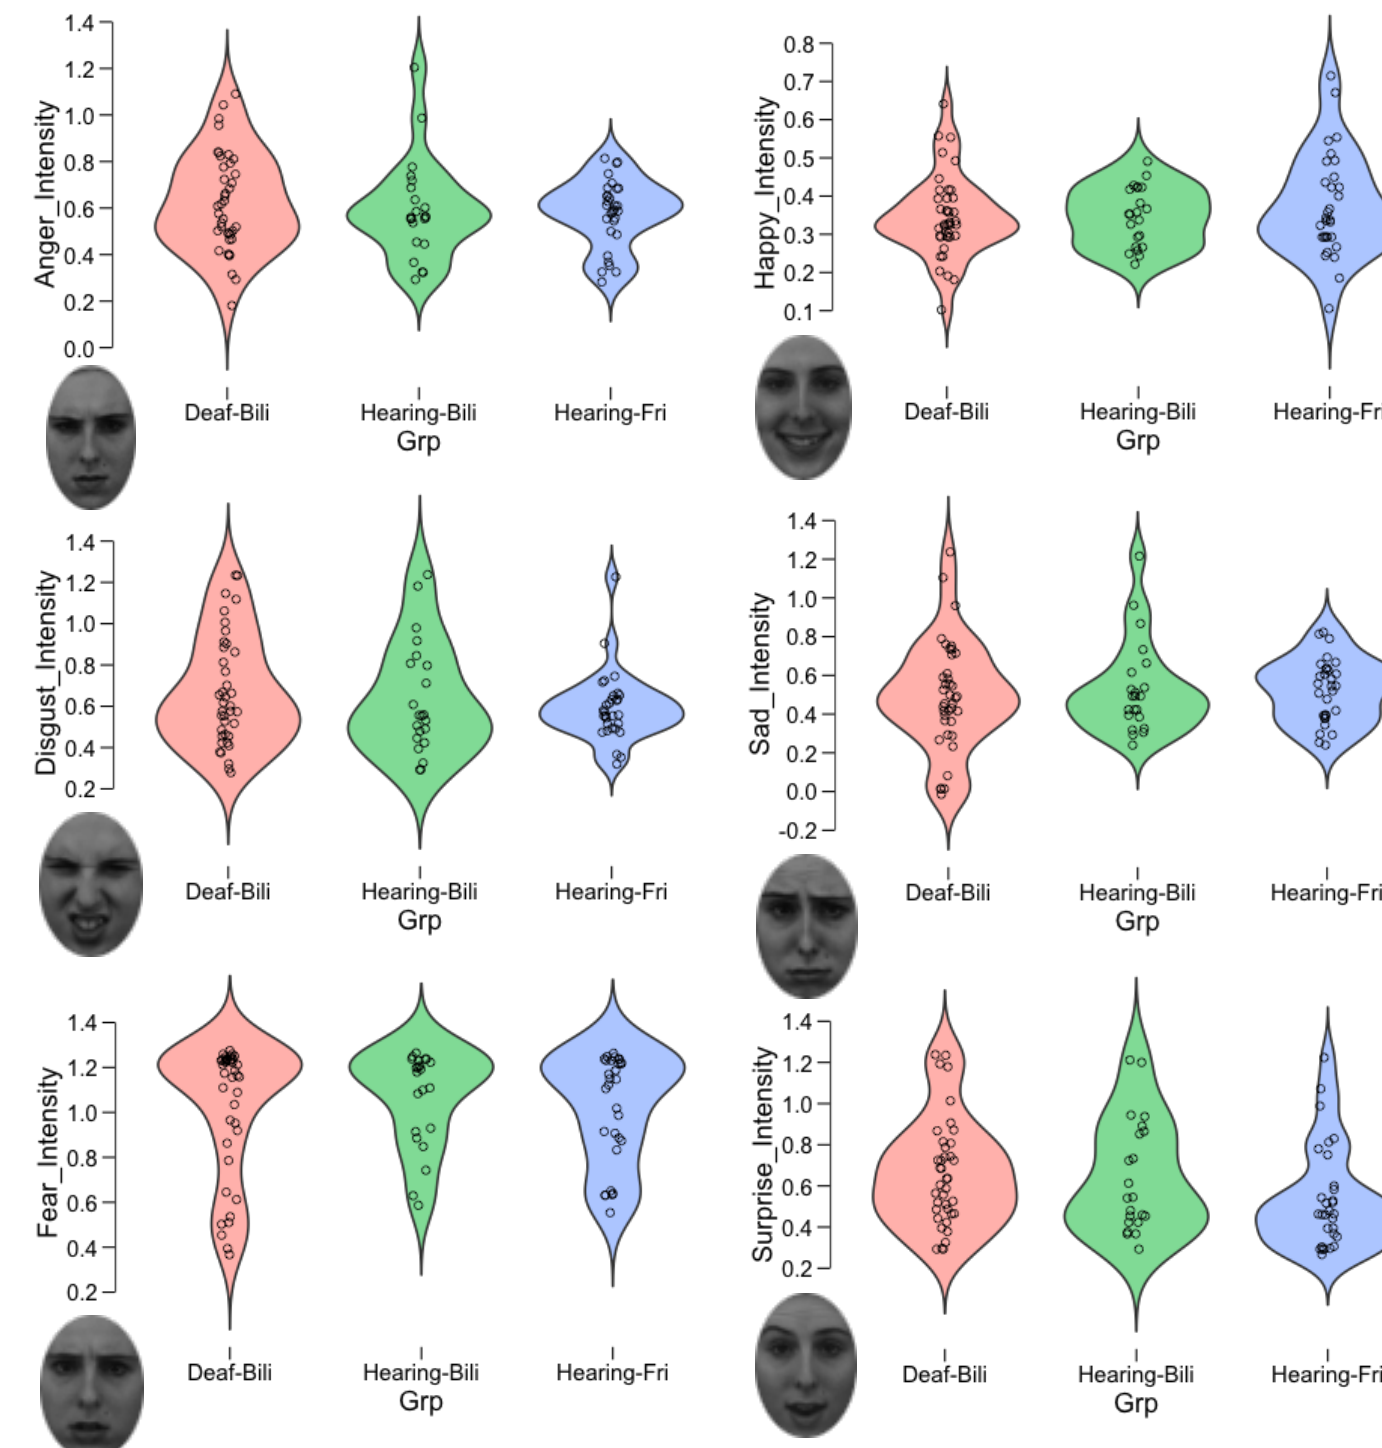 Anger_Intensity
1.4
1.2
1.0
0.8
0.6
0.4
0.2
0.0
Deaf-Bili Hearing-Bili Hearing-Fri
Grp
Happy_Intensity
0.8
0.7
0.6
0.5
0.4
0.3
0.2
0.1
Deaf-Bili Hearing-Bili Hearing-Fri
Grp
Disgust_Intensity
1.4
1.2
1.0
0.8
0.6
0.4
0.2
Deaf-Bili Hearing-Bili Hearing-Fri
Grp
Sad_Intensity
1.4
1.2
1.0
0.8
0.6
0.4
0.2
0.0
-0.2
Deaf-Bili Hearing-Bili Hearing-Fri
Grp
Fear_Intensity
1.4
1.2
1.0
0.8
0.6
0.4
0.2
Deaf-Bili Hearing-Bili Hearing-Fri
Grp
Surprise_Intensity
1.4
1.2
1.0
0.8
0.6
0.4
0.2
Deaf-Bili Hearing-Bili Hearing-Fri
Grp